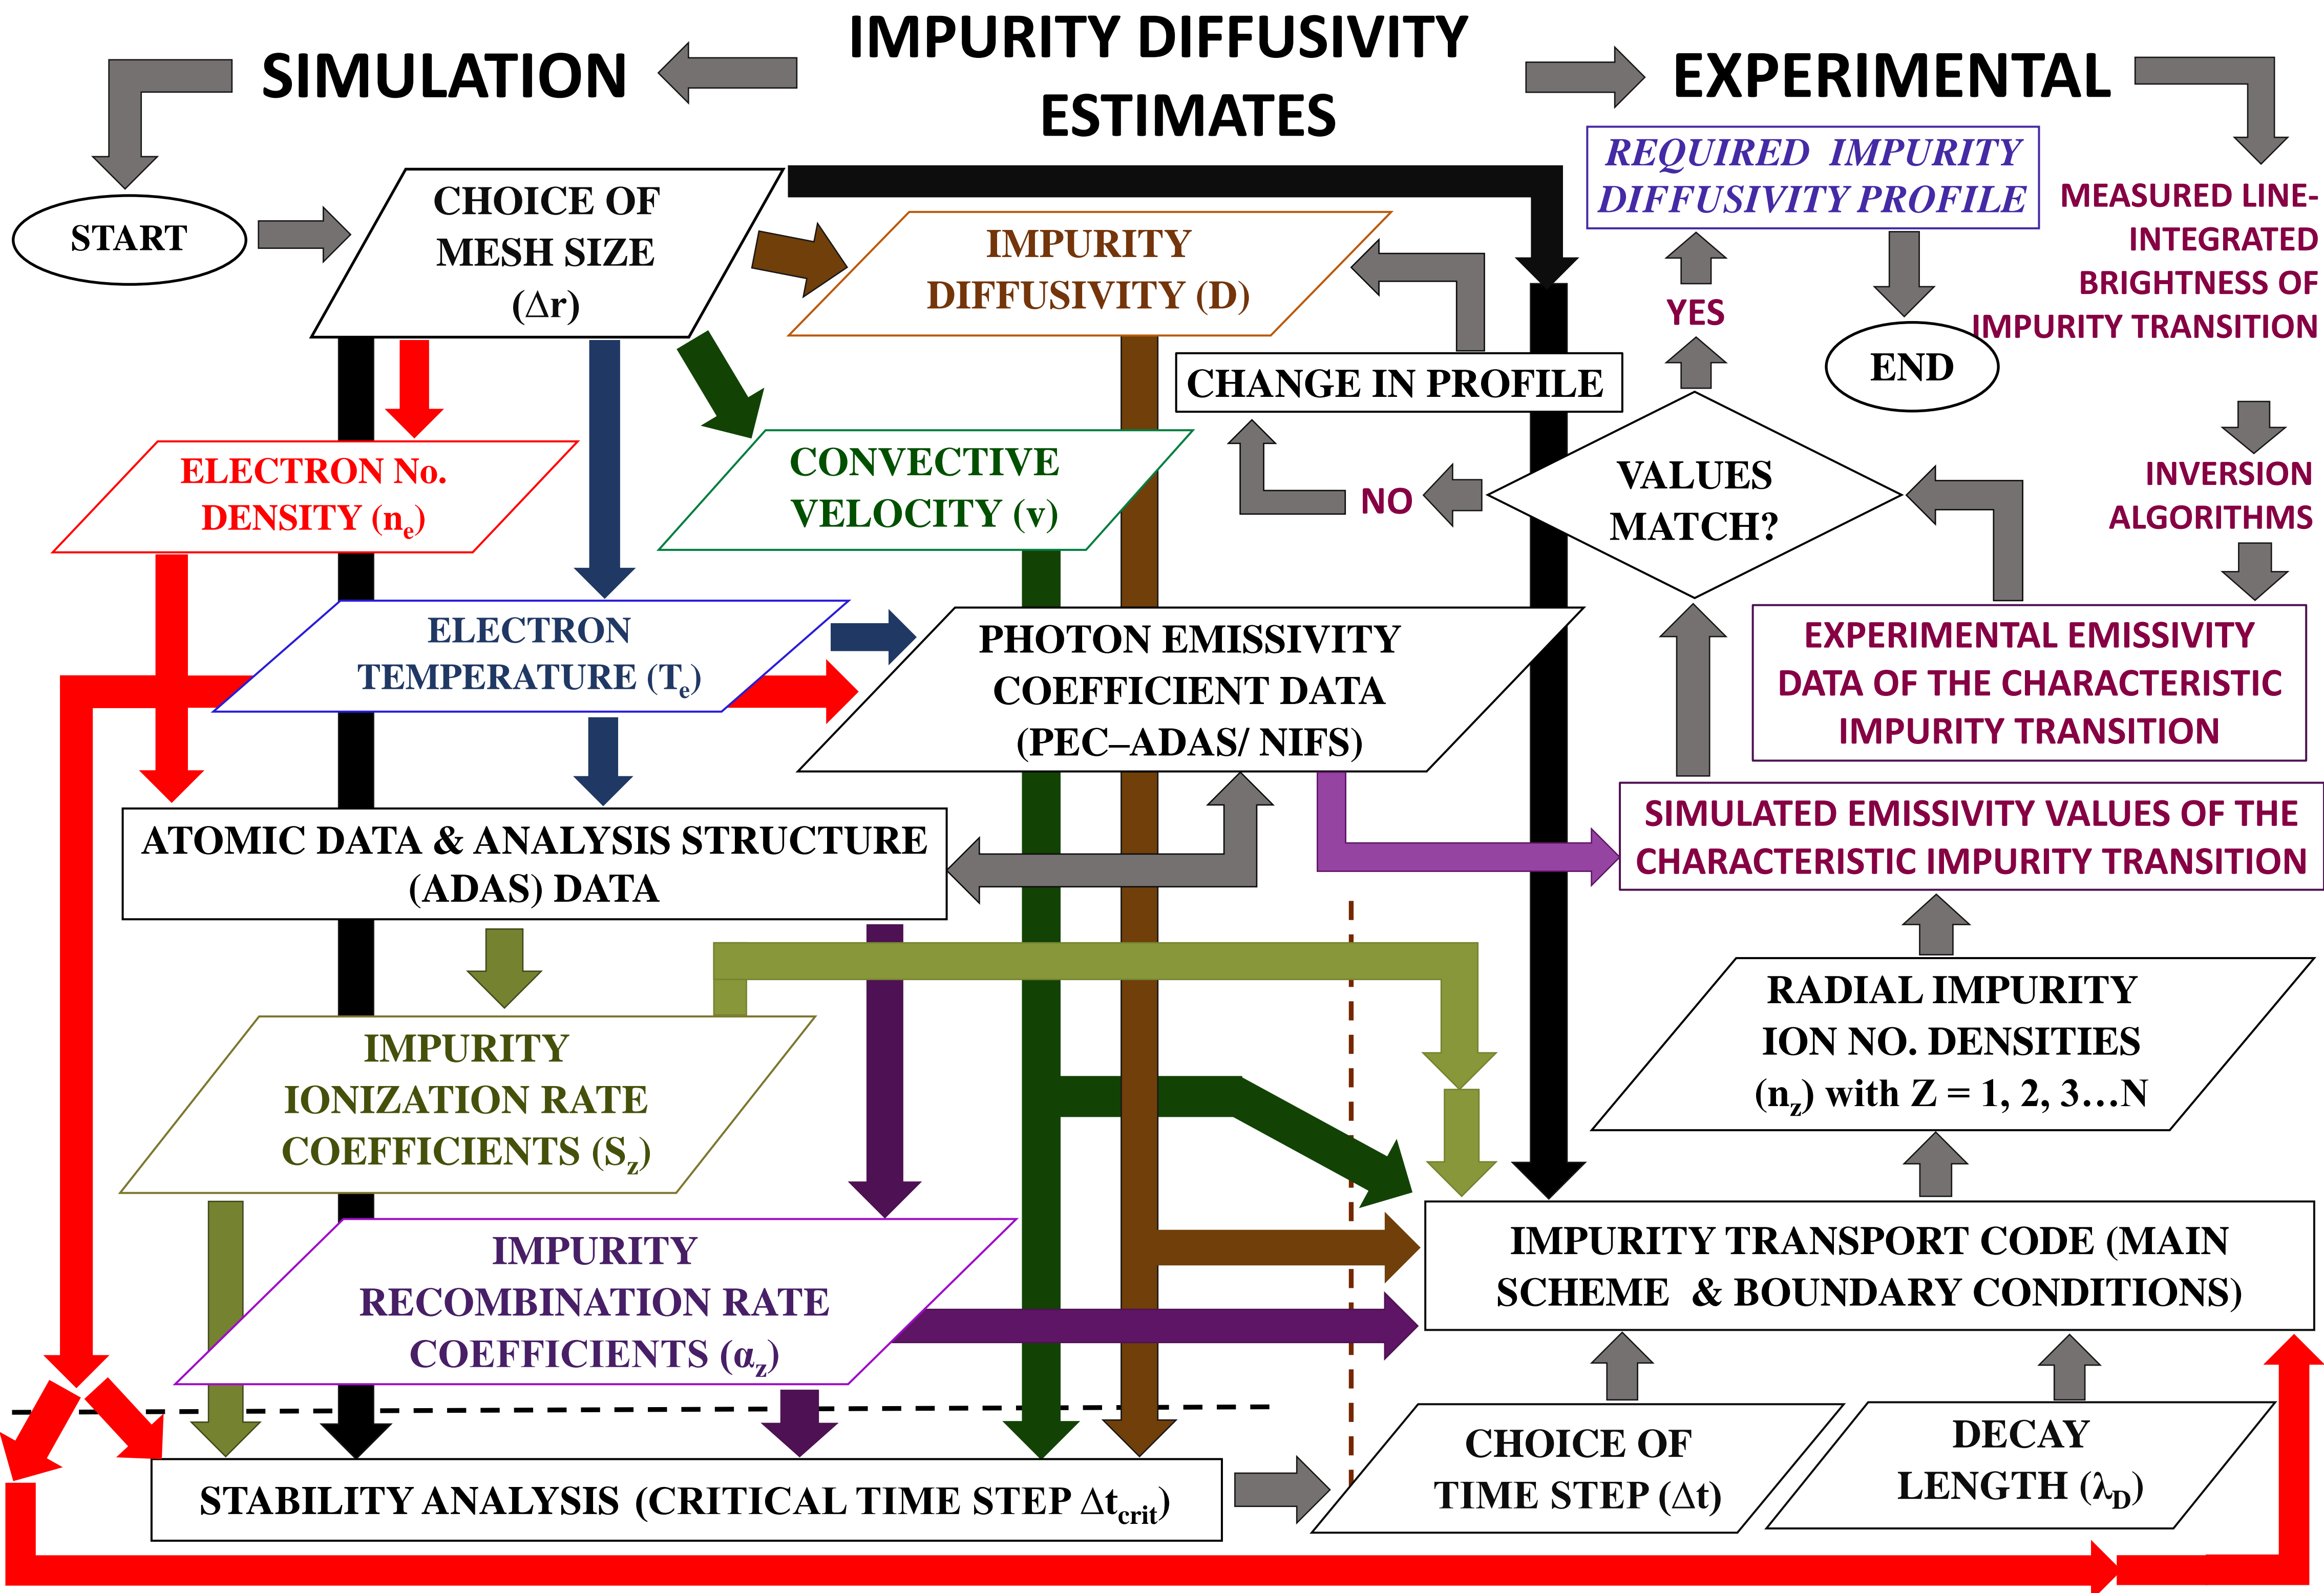 IMPURITY DIFFUSIVITY
ESTIMATES
SIMULATION
EXPERIMENTAL
START
CHOICE OF
MESH SIZE
(Δr)
IMPURITY
DIFFUSIVITY (D)
REQUIRED IMPURITY
DIFFUSIVITY PROFILE
MEASURED LINE-
INTEGRATED
BRIGHTNESS OF
IMPURITY TRANSITION
YES
END
CHANGE IN PROFILE
ELECTRON No.
DENSITY (nₑ)
CONVECTIVE
VELOCITY (v)
NO
VALUES
MATCH?
INVERSION
ALGORITHMS
ELECTRON
TEMPERATURE (Tₑ)
PHOTON EMISSIVITY
COEFFICIENT DATA
(PEC–ADAS/ NIFS)
EXPERIMENTAL EMISSIVITY
DATA OF THE CHARACTERISTIC
IMPURITY TRANSITION
ATOMIC DATA & ANALYSIS STRUCTURE
(ADAS) DATA
SIMULATED EMISSIVITY VALUES OF THE
CHARACTERISTIC IMPURITY TRANSITION
IMPURITY
IONIZATION RATE
COEFFICIENTS (S_z)
RADIAL IMPURITY
ION NO. DENSITIES
(n_z) with Z = 1, 2, 3…N
IMPURITY
RECOMBINATION RATE
COEFFICIENTS (α_z)
IMPURITY TRANSPORT CODE (MAIN
SCHEME & BOUNDARY CONDITIONS)
STABILITY ANALYSIS (CRITICAL TIME STEP Δt_crit)
CHOICE OF
TIME STEP (Δt)
DECAY
LENGTH (λ_D)